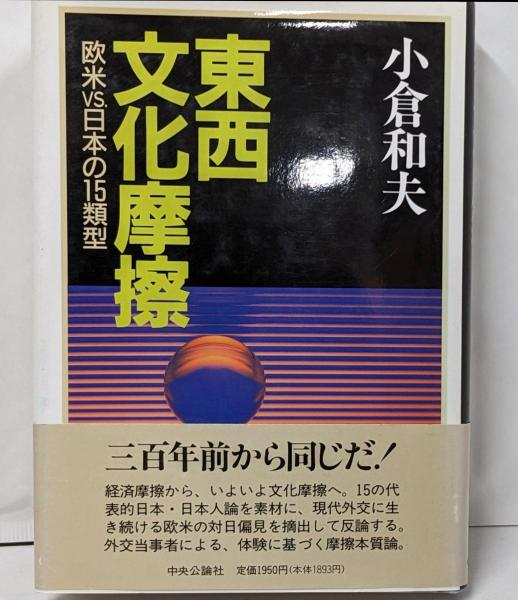 小倉和夫
東西
文化摩擦
欧米VS.日本の15類型
三百年前から同じだ!
経済摩擦から、いよいよ文化摩擦へ。15の代
表的日本・日本人論を素材に、現代外交に生
き続ける欧米の対日偏見を摘出して反論する。
外交当事者による、体験に基づく摩擦本質論。
中央公論社 定価1950円(本体1893円)